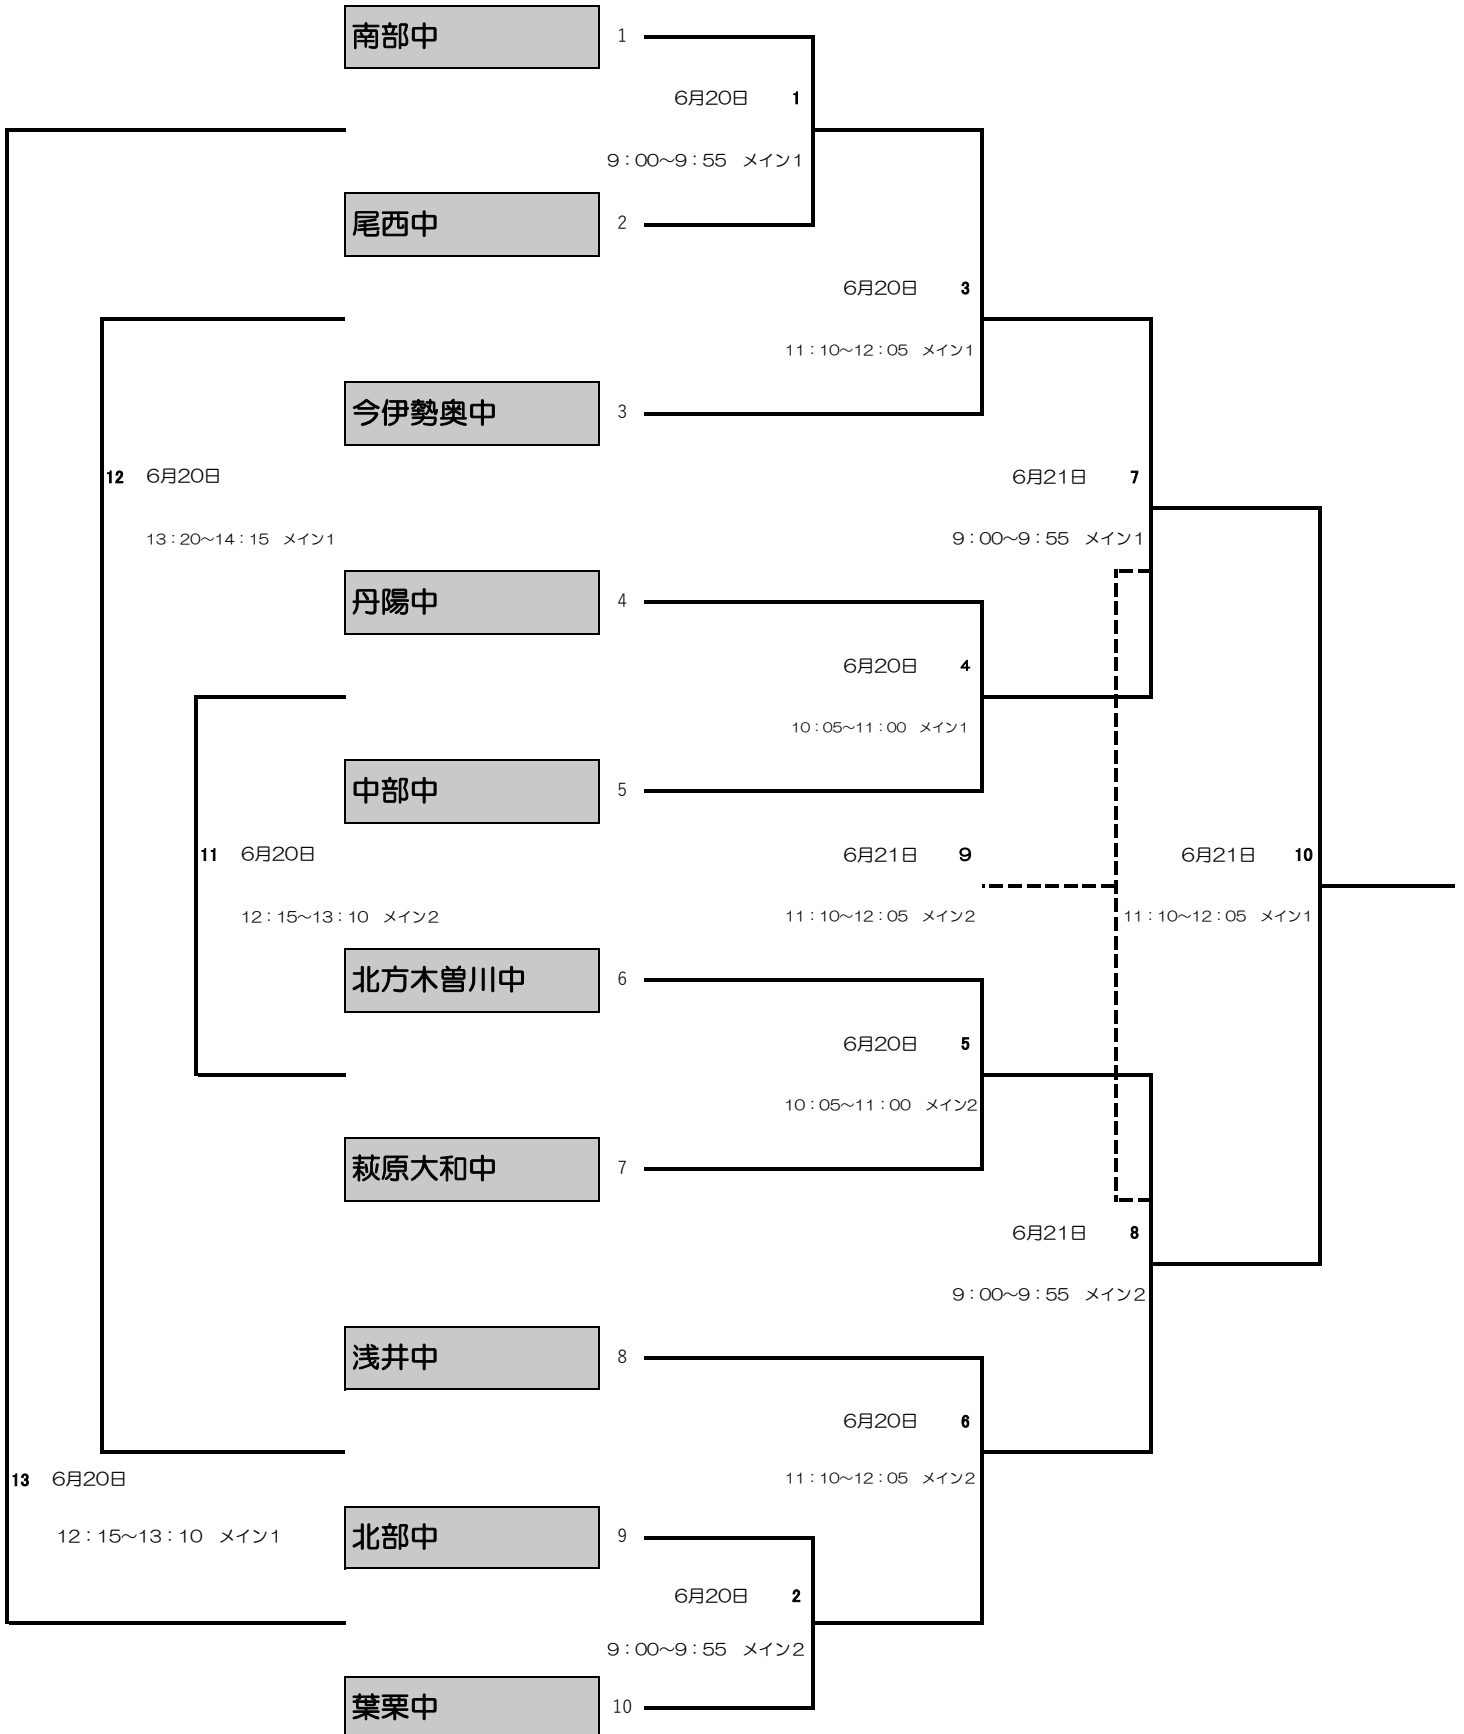 南部中 1
6月20日 1
9：00～9：55 メイン1
尾西中 2
6月20日 3
11：10～12：05 メイン1
今伊勢奥中 3
12 6月20日
6月21日 7
13：20～14：15 メイン1
9：00～9：55 メイン1
丹陽中 4
6月20日 4
10：05～11：00 メイン1
中部中 5
11 6月20日
6月21日 9
6月21日 10
12：15～13：10 メイン2
11：10～12：05 メイン2
11：10～12：05 メイン1
北方木曽川中 6
6月20日 5
10：05～11：00 メイン2
萩原大和中 7
6月21日 8
9：00～9：55 メイン2
浅井中 8
6月20日 6
13 6月20日
11：10～12：05 メイン2
12：15～13：10 メイン1
北部中 9
6月20日 2
9：00～9：55 メイン2
葉栗中 10